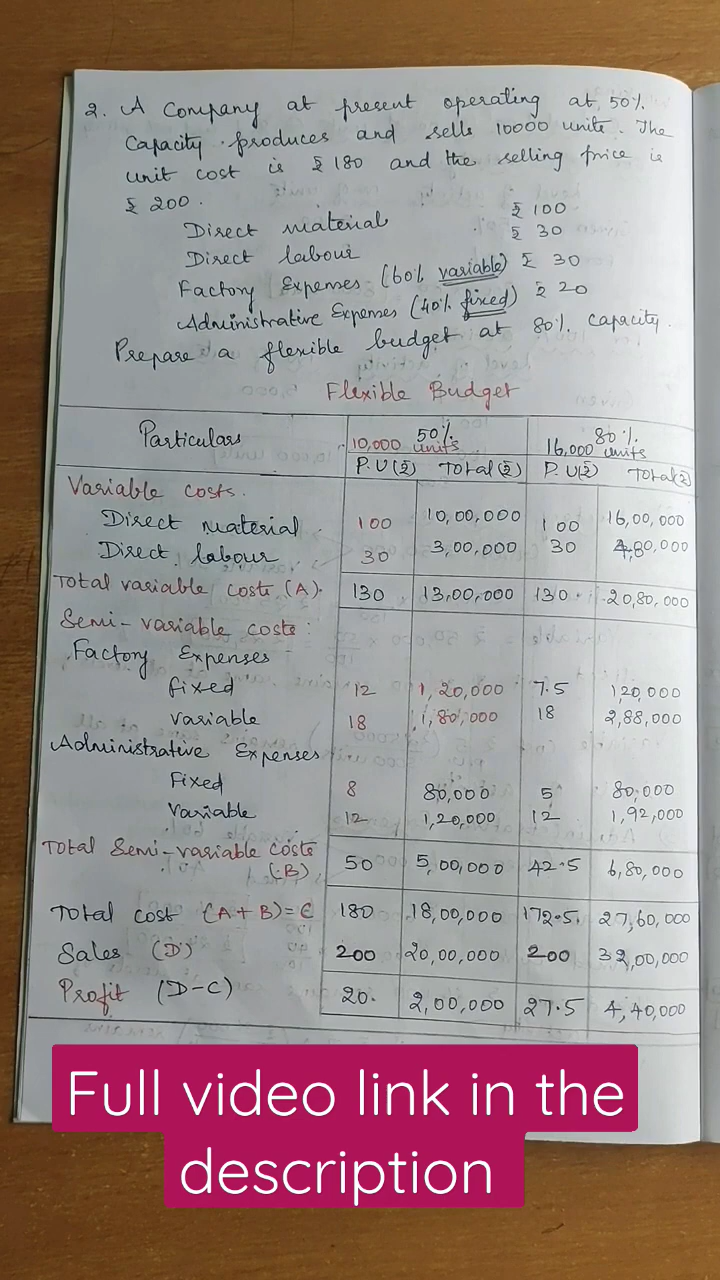 2. A Company at present operating at 50%.
Capacity produces and sells 10000 units. The
unit cost is ₹ 180 and the selling price is
₹ 200.
Direct material ₹ 100
Direct labour ₹ 30
Factory Expenses (60% variable) ₹ 30
Administrative Expenses (40% fixed) ₹ 20
Prepare a flexible budget at 80% capacity.
Flexible Budget
Particulars 50% 80%
10,000 units 16,000 units
P.U(₹) Total(₹) P.U(₹) Total(₹)
Variable costs.
Direct material 100 10,00,000 100 16,00,000
Direct labour 30 3,00,000 30 4,80,000
Total variable costs (A). 130 13,00,000 130 20,80,000
Semi-variable costs:
Factory Expenses
fixed 12 1,20,000 7.5 1,20,000
variable 18 1,80,000 18 2,88,000
Administrative Expenses
Fixed 8 80,000 5 80,000
Variable 12 1,20,000 12 1,92,000
Total Semi-variable costs
(B) 50 5,00,000 42.5 6,80,000
Total cost (A+B)=C 180 18,00,000 172.5 27,60,000
Sales (D) 200 20,00,000 200 32,00,000
Profit (D-C) 20. 2,00,000 27.5 4,40,000
Full video link in the
description